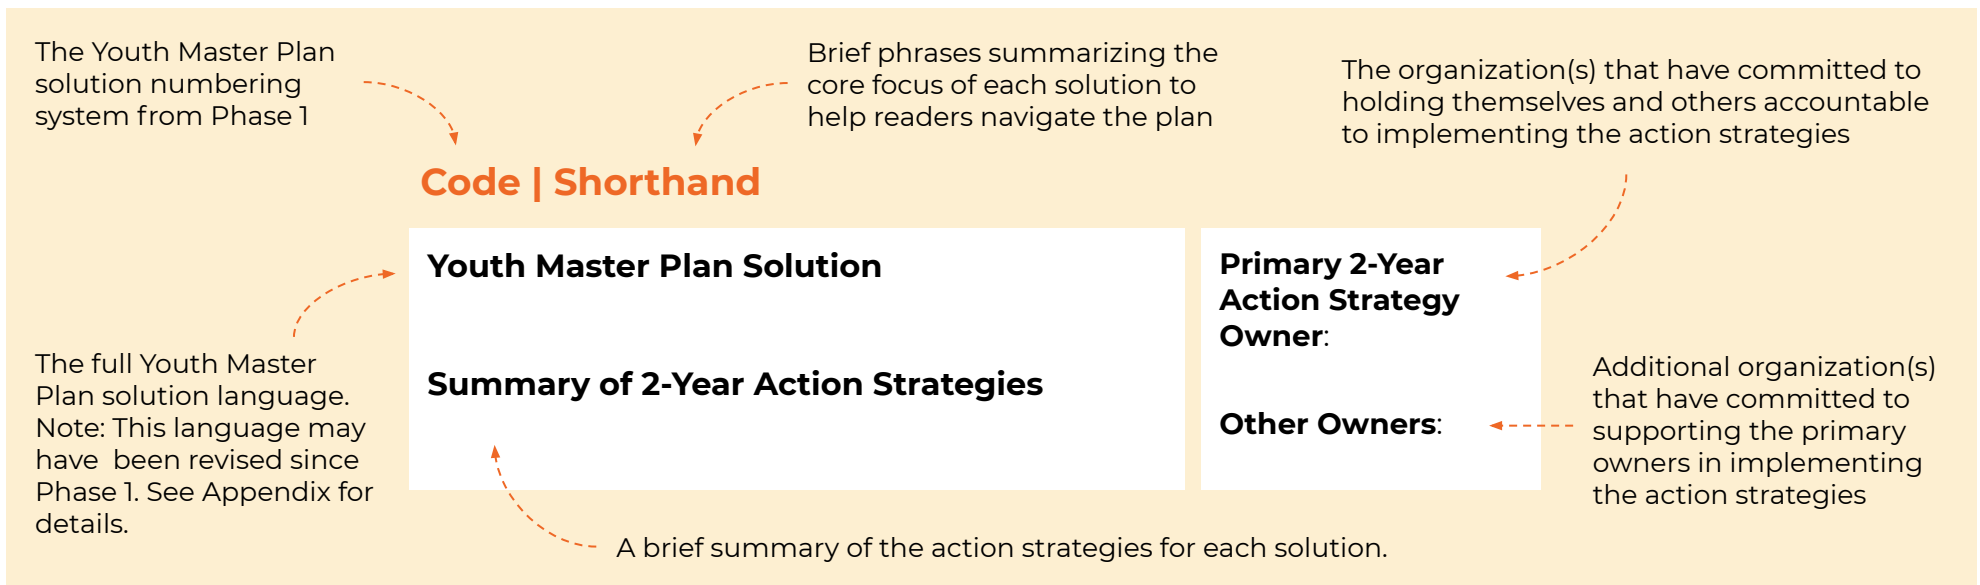 The Youth Master Plan
solution numbering
system from Phase 1
Brief phrases summarizing the
core focus of each solution to
help readers navigate the plan
The organization(s) that have committed to
holding themselves and others accountable
to implementing the action strategies
Code | Shorthand
Youth Master Plan Solution
Summary of 2-Year Action Strategies
Primary 2-Year
Action Strategy
Owner:
Other Owners:
The full Youth Master
Plan solution language.
Note: This language may
have  been revised since
Phase 1. See Appendix for
details.
Additional organization(s)
that have committed to
supporting the primary
owners in implementing
the action strategies
A brief summary of the action strategies for each solution.